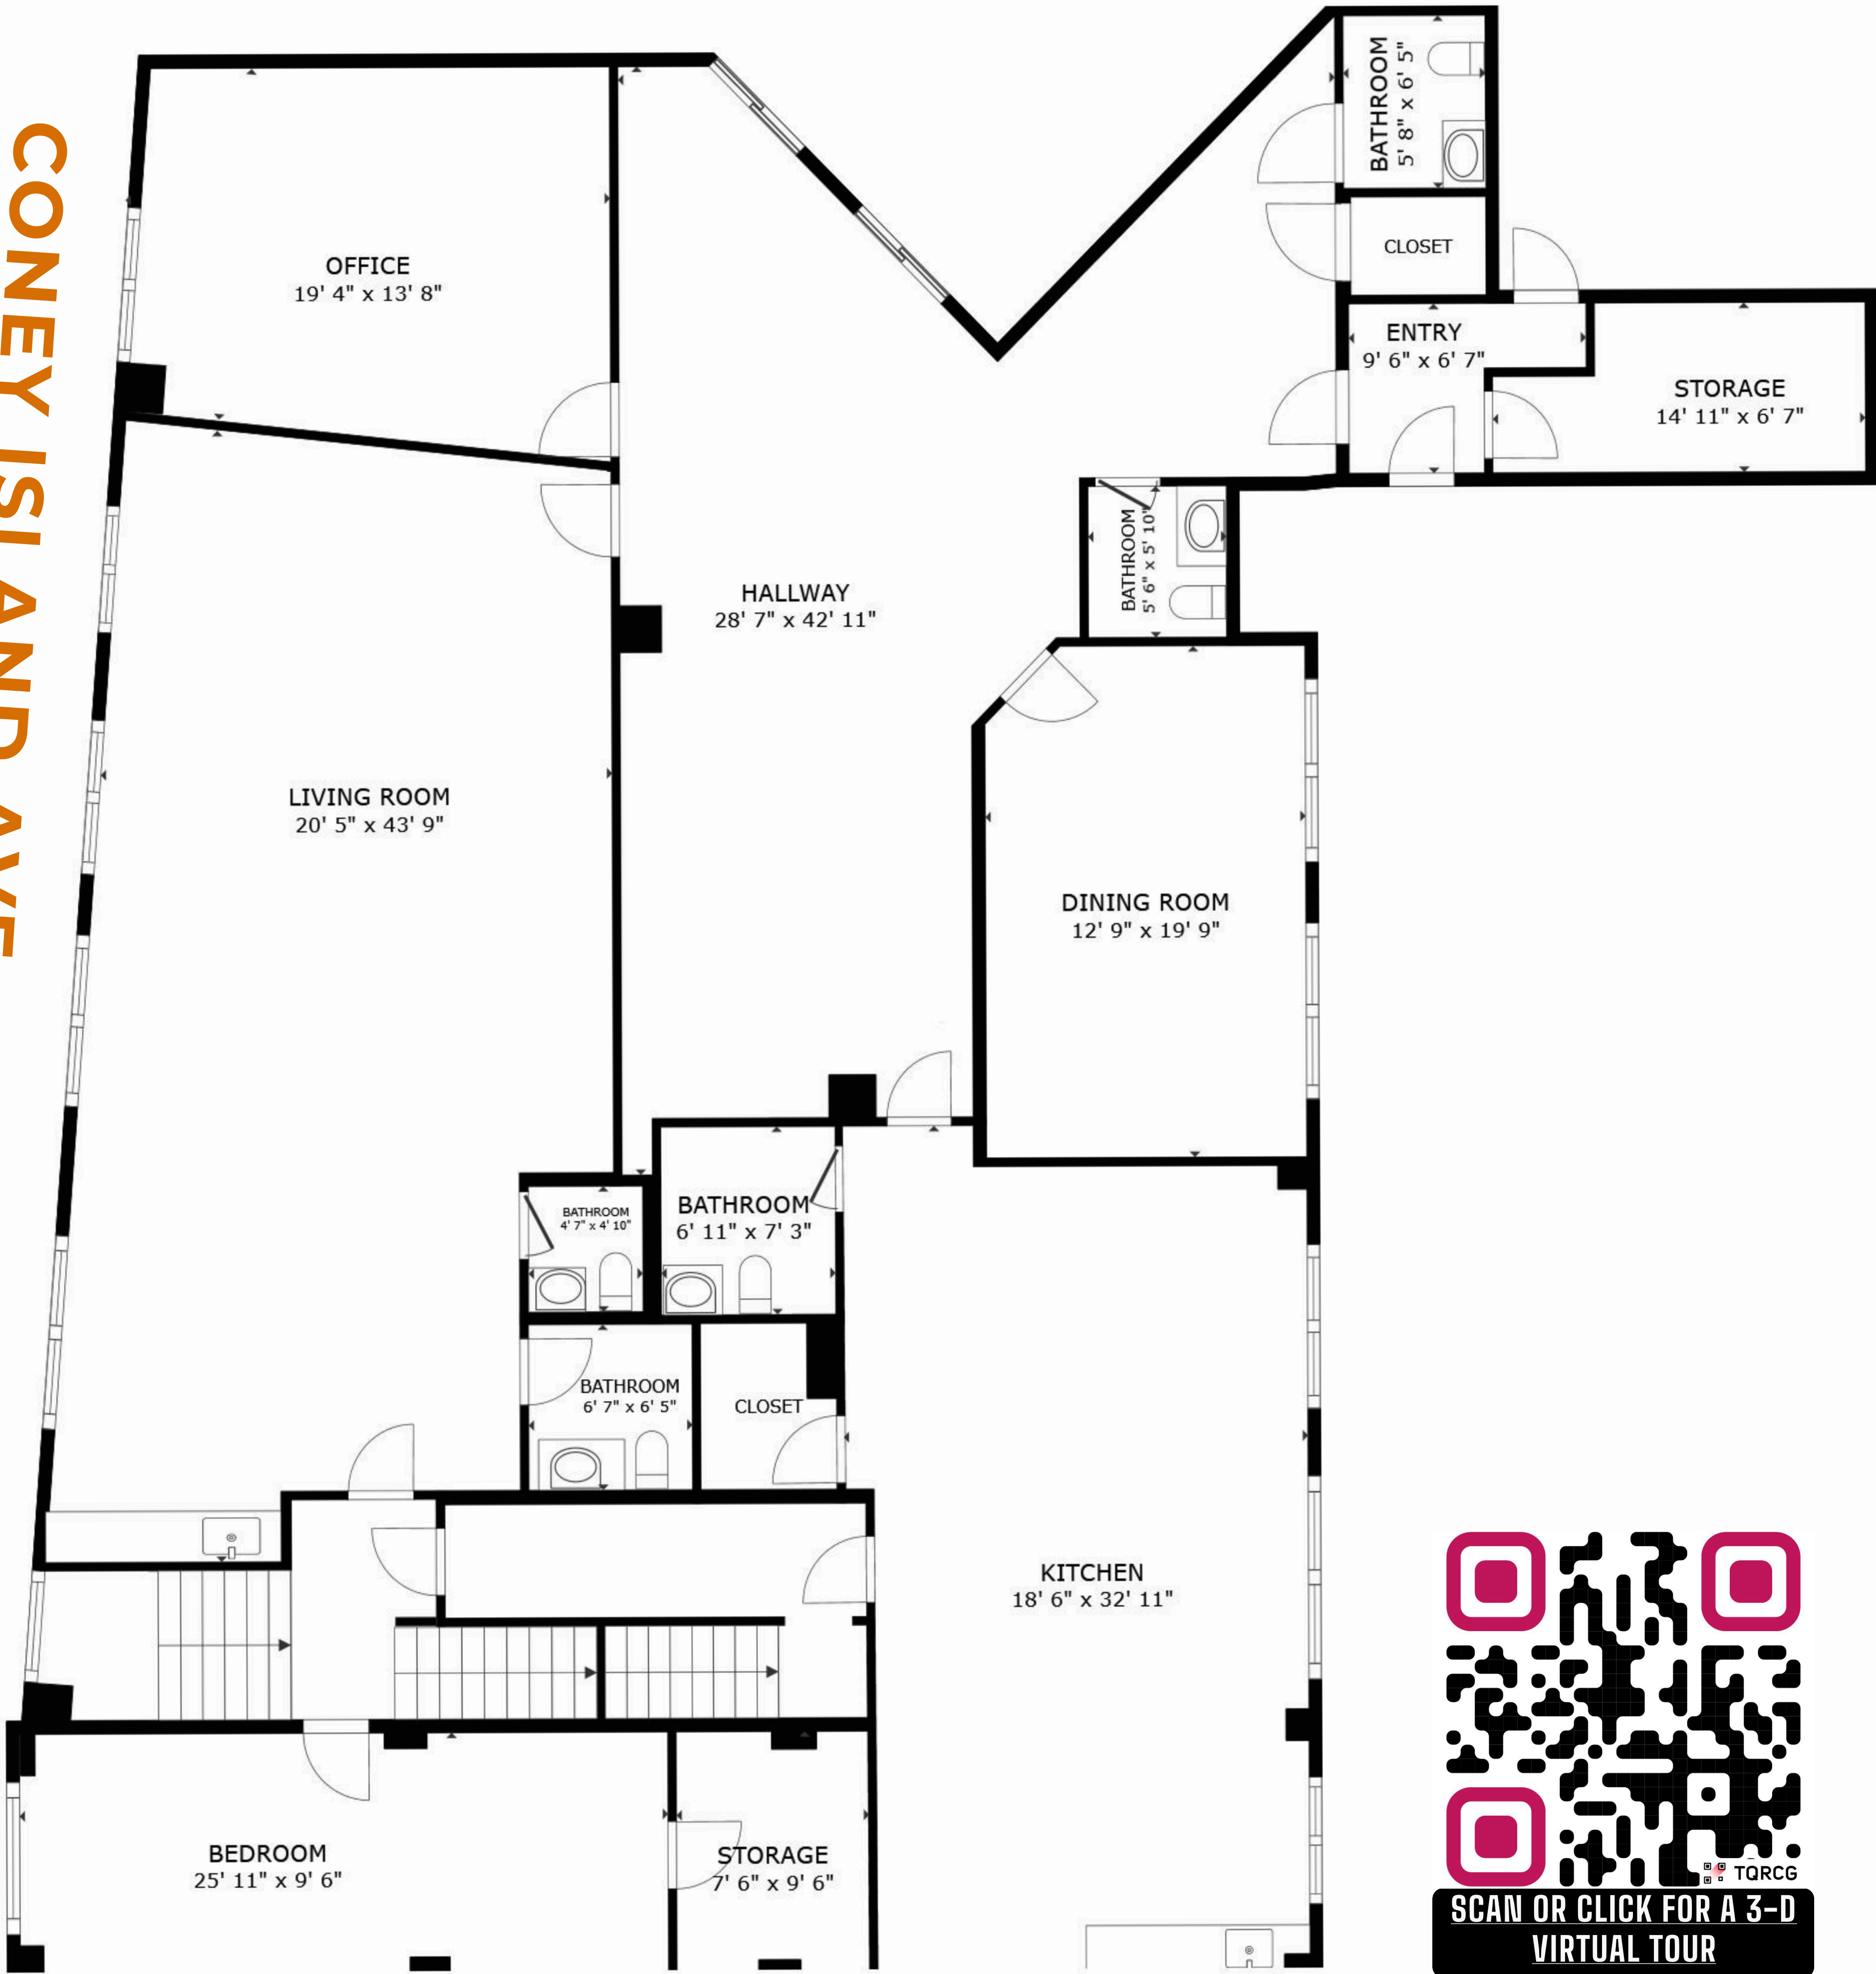 CONEY ISLAND AVE
BATHROOM
5' 8" x 6' 5"
CLOSET
OFFICE
19' 4" x 13' 8"
ENTRY
9' 6" x 6' 7"
STORAGE
14' 11" x 6' 7"
BATHROOM
5' 6" x 5' 10"
HALLWAY
28' 7" x 42' 11"
LIVING ROOM
20' 5" x 43' 9"
DINING ROOM
12' 9" x 19' 9"
BATHROOM
4' 7" x 4' 10"
BATHROOM
6' 11" x 7' 3"
BATHROOM
6' 7" x 6' 5"
CLOSET
KITCHEN
18' 6" x 32' 11"
BEDROOM
25' 11" x 9' 6"
STORAGE
7' 6" x 9' 6"
TQRCG
SCAN OR CLICK FOR A 3-D
VIRTUAL TOUR